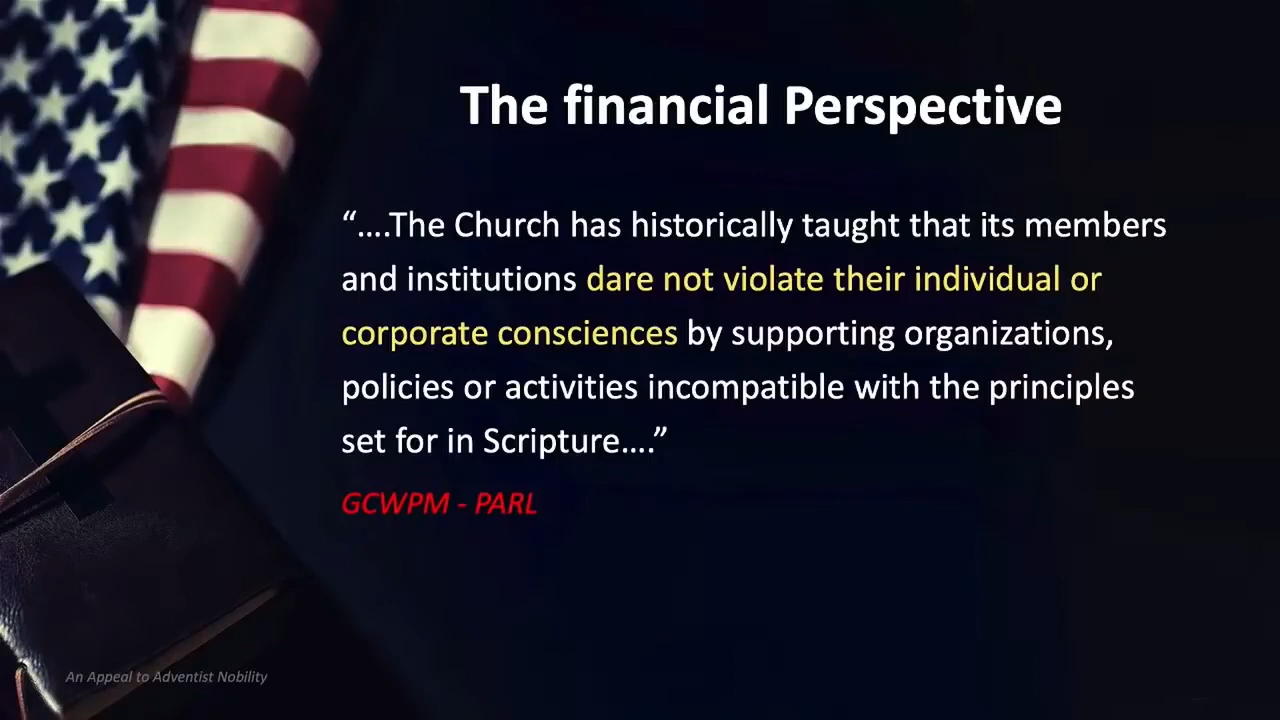 The financial Perspective
“....The Church has historically taught that its members
and institutions dare not violate their individual or
corporate consciences by supporting organizations,
policies or activities incompatible with the principles
set for in Scripture....”
GCWPM - PARL
An Appeal to Adventist Nobility